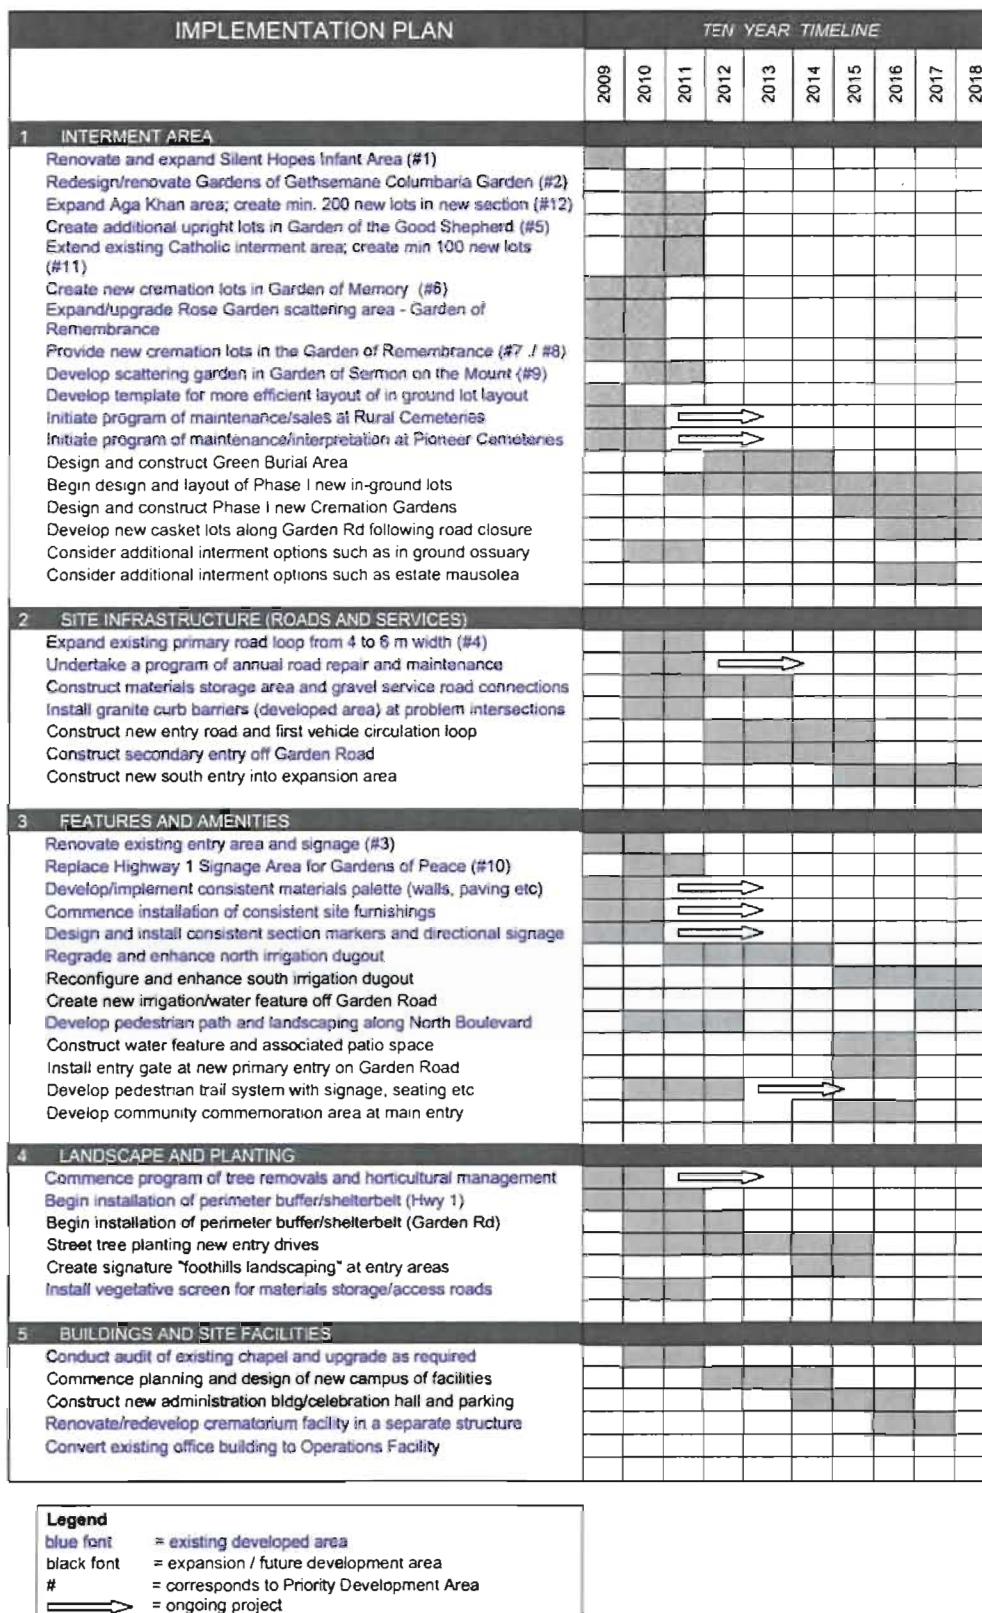 IMPLEMENTATION PLAN
TEN YEAR TIMELINE
2009 2010 2011 2012 2013 2014 2015 2016 2017 2018
1 INTERMENT AREA
Renovate and expand Silent Hopes Infant Area (#1)
Redesign/renovate Gardens of Gethsemane Columbaria Garden (#2)
Expand Aga Khan area; create min. 200 new lots in new section (#12)
Create additional upright lots in Garden of the Good Shepherd (#5)
Extend existing Catholic interment area; create min 100 new lots
(#11)
Create new cremation lots in Garden of Memory (#6)
Expand/upgrade Rose Garden scattering area - Garden of
Remembrance
Provide new cremation lots in the Garden of Remembrance (#7 / #8)
Develop scattering garden in Garden of Sermon on the Mount (#9)
Develop template for more efficient layout of in ground lot layout
Initiate program of maintenance/sales at Rural Cemeteries
Initiate program of maintenance/interpretation at Pioneer Cemeteries
Design and construct Green Burial Area
Begin design and layout of Phase I new in-ground lots
Design and construct Phase I new Cremation Gardens
Develop new casket lots along Garden Rd following road closure
Consider additional interment options such as in ground ossuary
Consider additional interment options such as estate mausolea
2 SITE INFRASTRUCTURE (ROADS AND SERVICES)
Expand existing primary road loop from 4 to 6 m width (#4)
Undertake a program of annual road repair and maintenance
Construct materials storage area and gravel service road connections
Install granite curb barriers (developed area) at problem intersections
Construct new entry road and first vehicle circulation loop
Construct secondary entry off Garden Road
Construct new south entry into expansion area
3 FEATURES AND AMENITIES
Renovate existing entry area and signage (#3)
Replace Highway 1 Signage Area for Gardens of Peace (#10)
Develop/implement consistent materials palette (walls, paving etc)
Commence installation of consistent site furnishings
Design and install consistent section markers and directional signage
Regrade and enhance north irrigation dugout
Reconfigure and enhance south irrigation dugout
Create new irrigation/water feature off Garden Road
Develop pedestrian path and landscaping along North Boulevard
Construct water feature and associated patio space
Install entry gate at new primary entry on Garden Road
Develop pedestrian trail system with signage, seating etc
Develop community commemoration area at main entry
4 LANDSCAPE AND PLANTING
Commence program of tree removals and horticultural management
Begin installation of perimeter buffer/shelterbelt (Hwy 1)
Begin installation of perimeter buffer/shelterbelt (Garden Rd)
Street tree planting new entry drives
Create signature "foothills landscaping" at entry areas
Install vegetative screen for materials storage/access roads
5 BUILDINGS AND SITE FACILITIES
Conduct audit of existing chapel and upgrade as required
Commence planning and design of new campus of facilities
Construct new administration bldg/celebration hall and parking
Renovate/redevelop crematorium facility in a separate structure
Convert existing office building to Operations Facility
Legend
blue font = existing developed area
black font = expansion / future development area
# = corresponds to Priority Development Area
= ongoing project